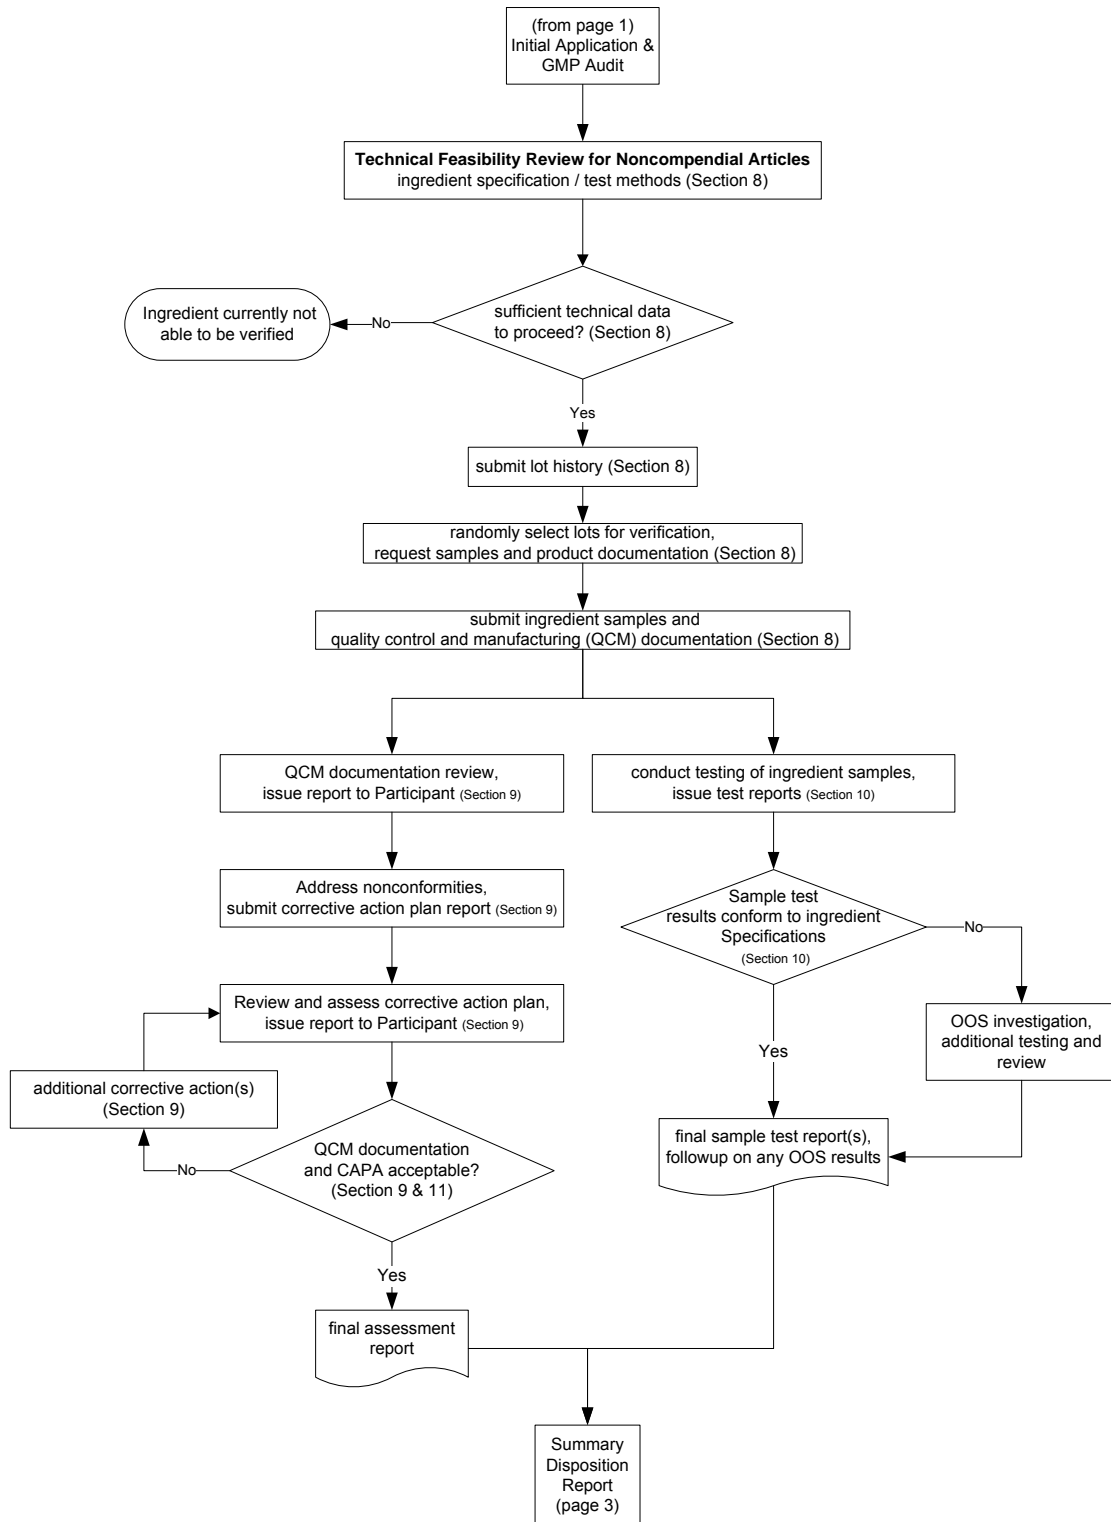 (from page 1)
Initial Application &
GMP Audit
Technical Feasibility Review for Noncompendial Articles
ingredient specification / test methods (Section 8)
sufficient technical data
to proceed? (Section 8)
No
Ingredient currently not
able to be verified
Yes
submit lot history (Section 8)
randomly select lots for verification,
request samples and product documentation (Section 8)
submit ingredient samples and
quality control and manufacturing (QCM) documentation (Section 8)
QCM documentation review,
issue report to Participant (Section 9)
Address nonconformities,
submit corrective action plan report (Section 9)
Review and assess corrective action plan,
issue report to Participant (Section 9)
additional corrective action(s)
(Section 9)
No
QCM documentation
and CAPA acceptable?
(Section 9 & 11)
Yes
final assessment
report
conduct testing of ingredient samples,
issue test reports (Section 10)
Sample test
results conform to ingredient
Specifications
(Section 10)
No
OOS investigation,
additional testing and
review
Yes
final sample test report(s),
followup on any OOS results
Summary
Disposition
Report
(page 3)